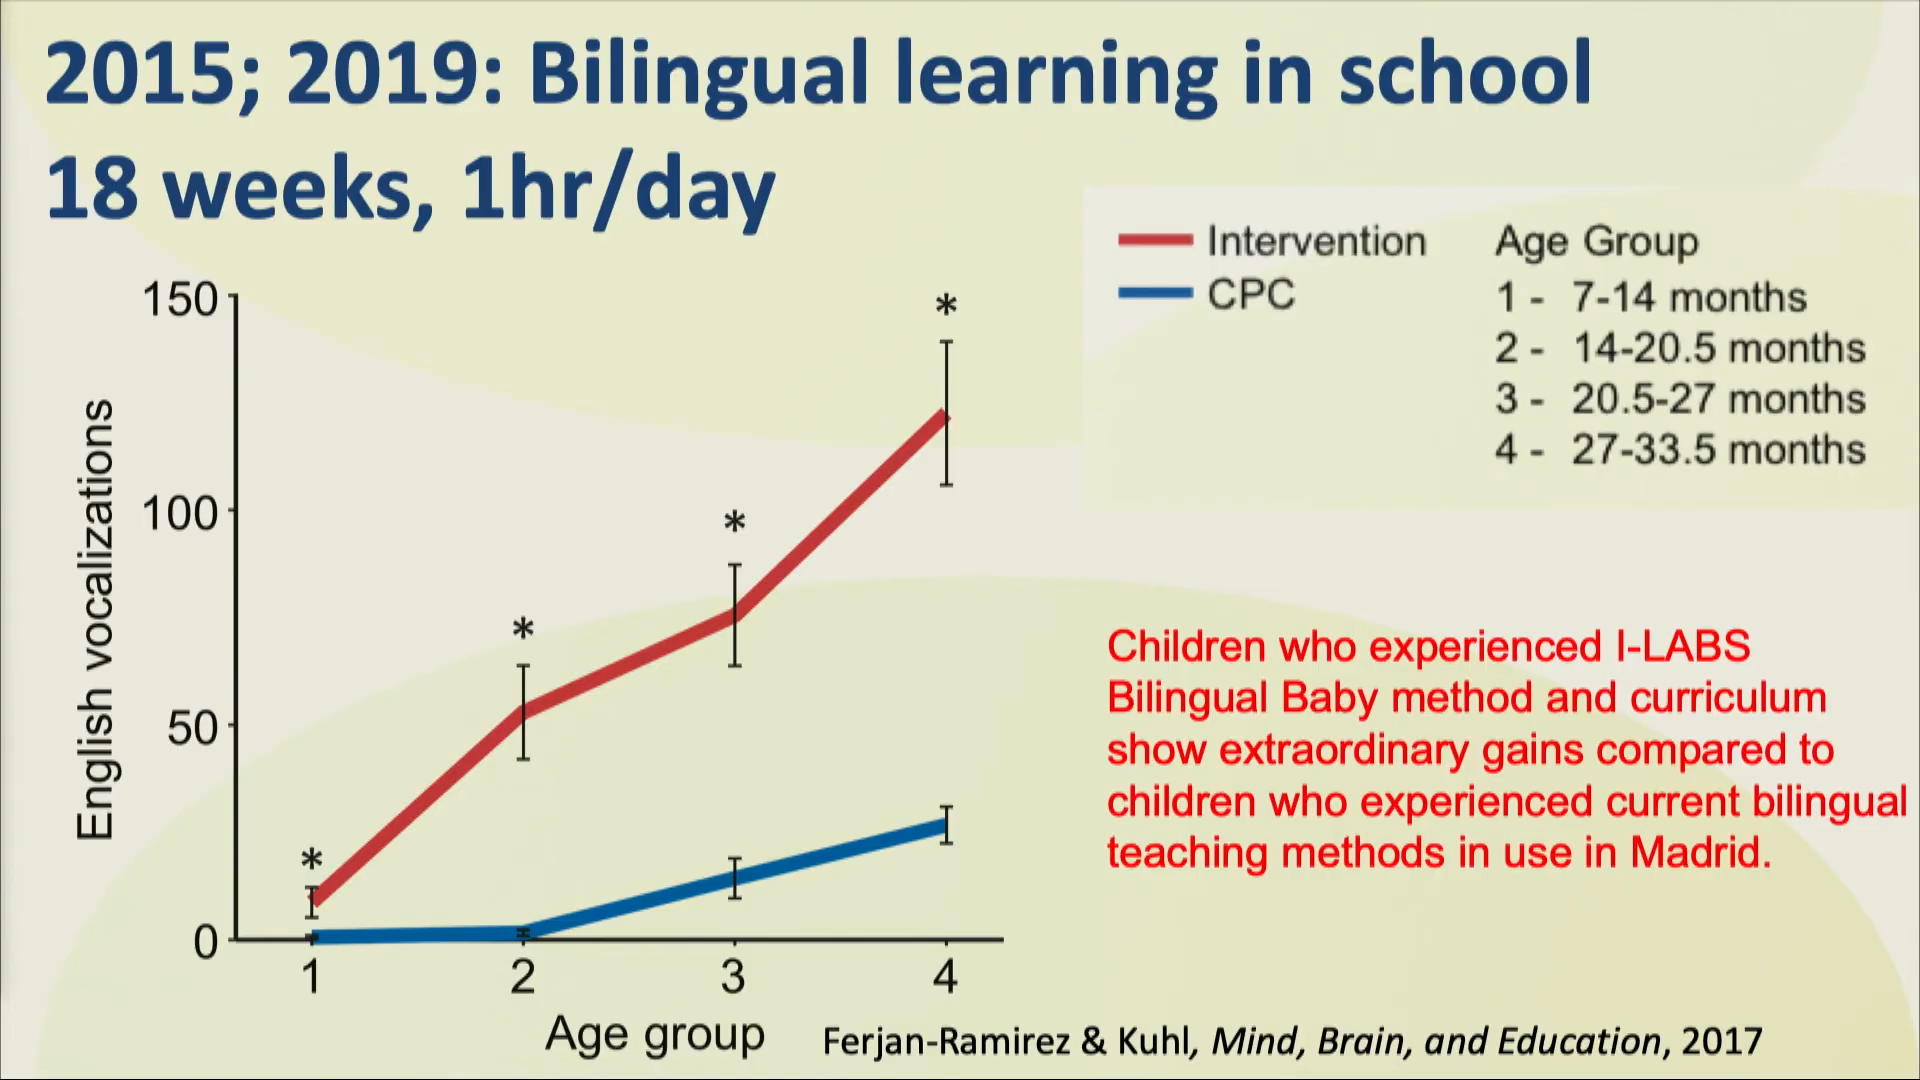 2015; 2019: Bilingual learning in school
18 weeks, 1hr/day
Intervention
CPC
Age Group
1 - 7-14 months
2 - 14-20.5 months
3 - 20.5-27 months
4 - 27-33.5 months
English vocalizations
150
100
50
0
*
*
*
*
1 2 3 4
Age group
Children who experienced I-LABS
Bilingual Baby method and curriculum
show extraordinary gains compared to
children who experienced current bilingual
teaching methods in use in Madrid.
Ferjan-Ramirez & Kuhl, Mind, Brain, and Education, 2017